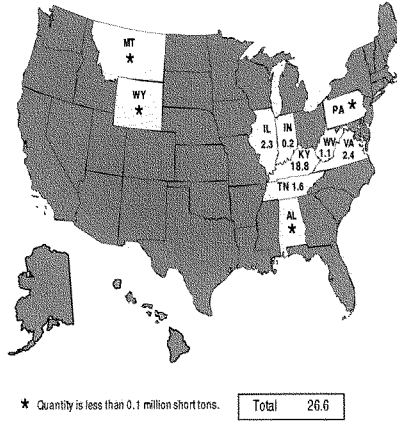 MT
*
WY
*
PA *
IL
2.3
IN
0.2
WV
1.1
VA
2.4
KY
18.8
TN 1.6
AL
*
* Quantity is less than 0.1 million short tons.
Total 26.6